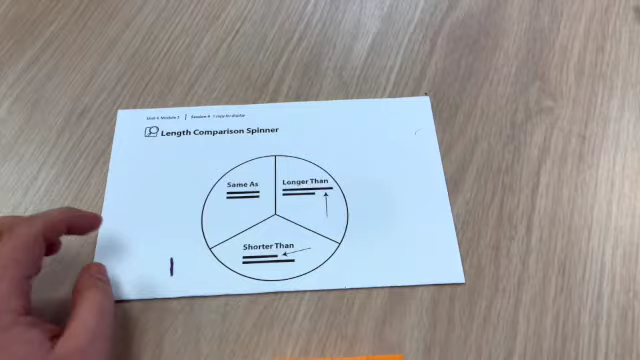 Length Comparison Spinner
Same As
Longer Than
Shorter Than